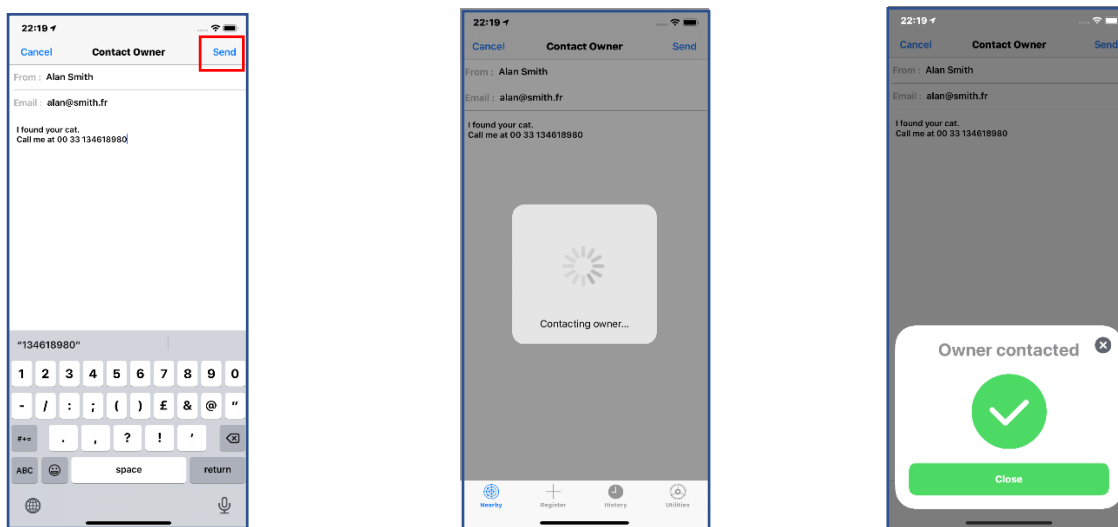 22:19
Cancel Contact Owner Send
From : Alan Smith
Email : alan@smith.fr
I found your cat.
Call me at 00 33 134618980
"134618980"
1 2 3 4 5 6 7 8 9 0
- / : ; ( ) £ & @ "
#+= . , ? ! '
ABC space return
22:19
Cancel Contact Owner Send
From : Alan Smith
Email : alan@smith.fr
I found your cat.
Call me at 00 33 134618980
Contacting owner...
Nearby Register History Utilities
22:19
Cancel Contact Owner Send
From : Alan Smith
Email : alan@smith.fr
I found your cat.
Call me at 00 33 134618980
Owner contacted
Close